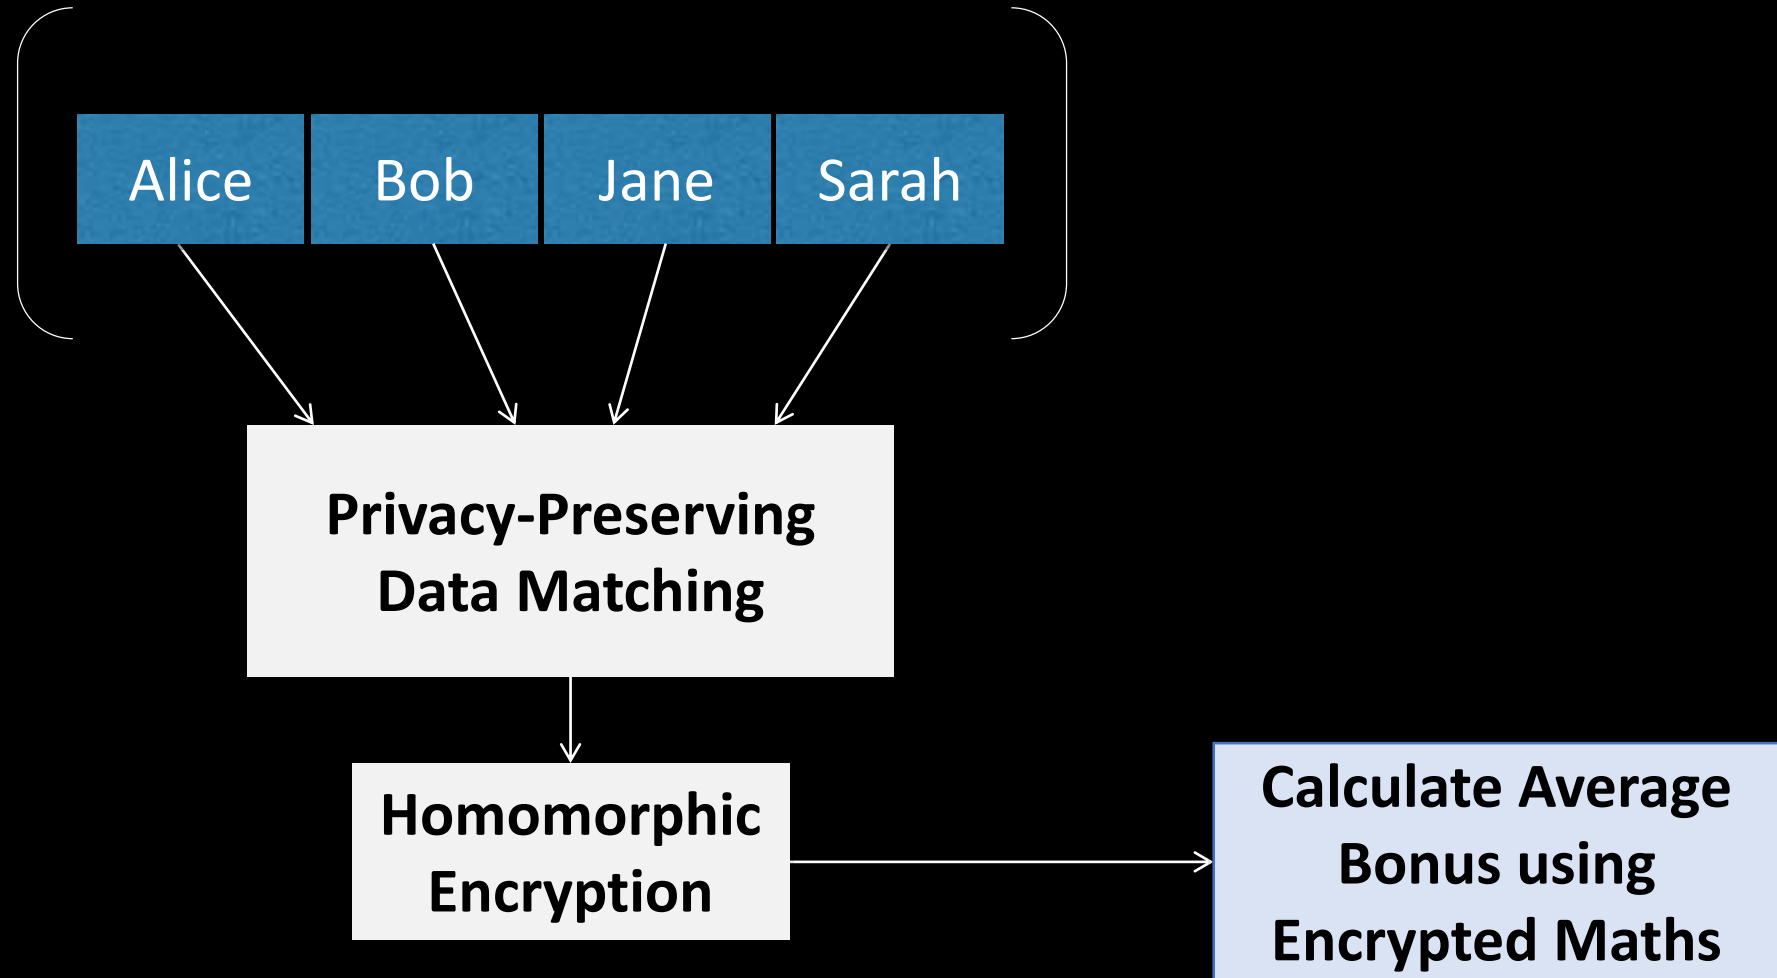 Alice
Bob
Jane
Sarah
Privacy-Preserving
Data Matching
Homomorphic
Encryption
Calculate Average
Bonus using
Encrypted Maths